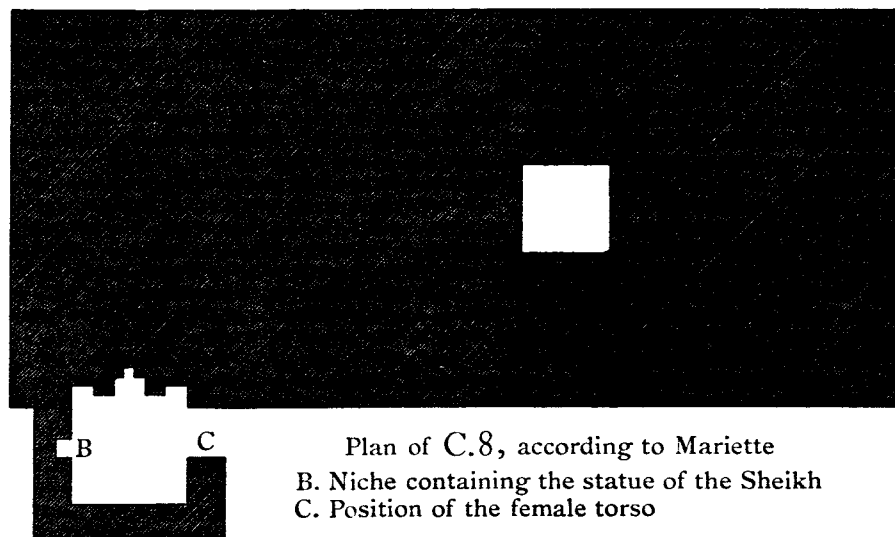 B
C
Plan of C.8, according to Mariette
B. Niche containing the statue of the Sheikh
C. Position of the female torso